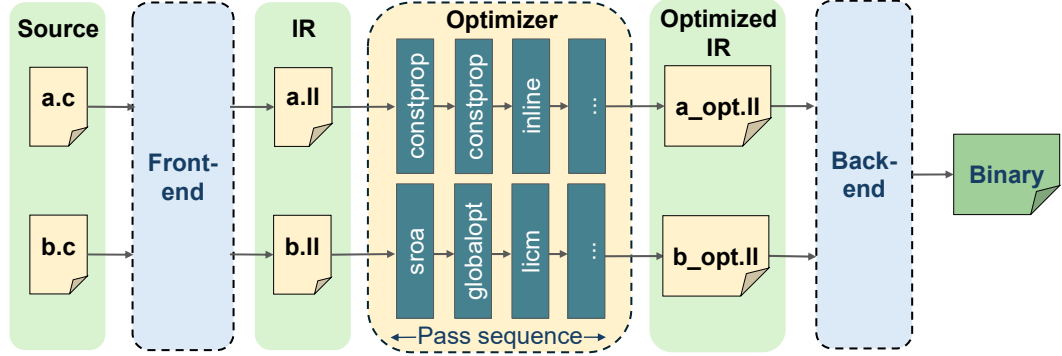 Source
IR
Optimizer
Optimized
IR
a.c
a.ll
constprop
constprop
inline
...
a_opt.ll
Front-
end
Back-
end
Binary
b.c
b.ll
sroa
globalopt
licm
...
b_opt.ll
Pass sequence